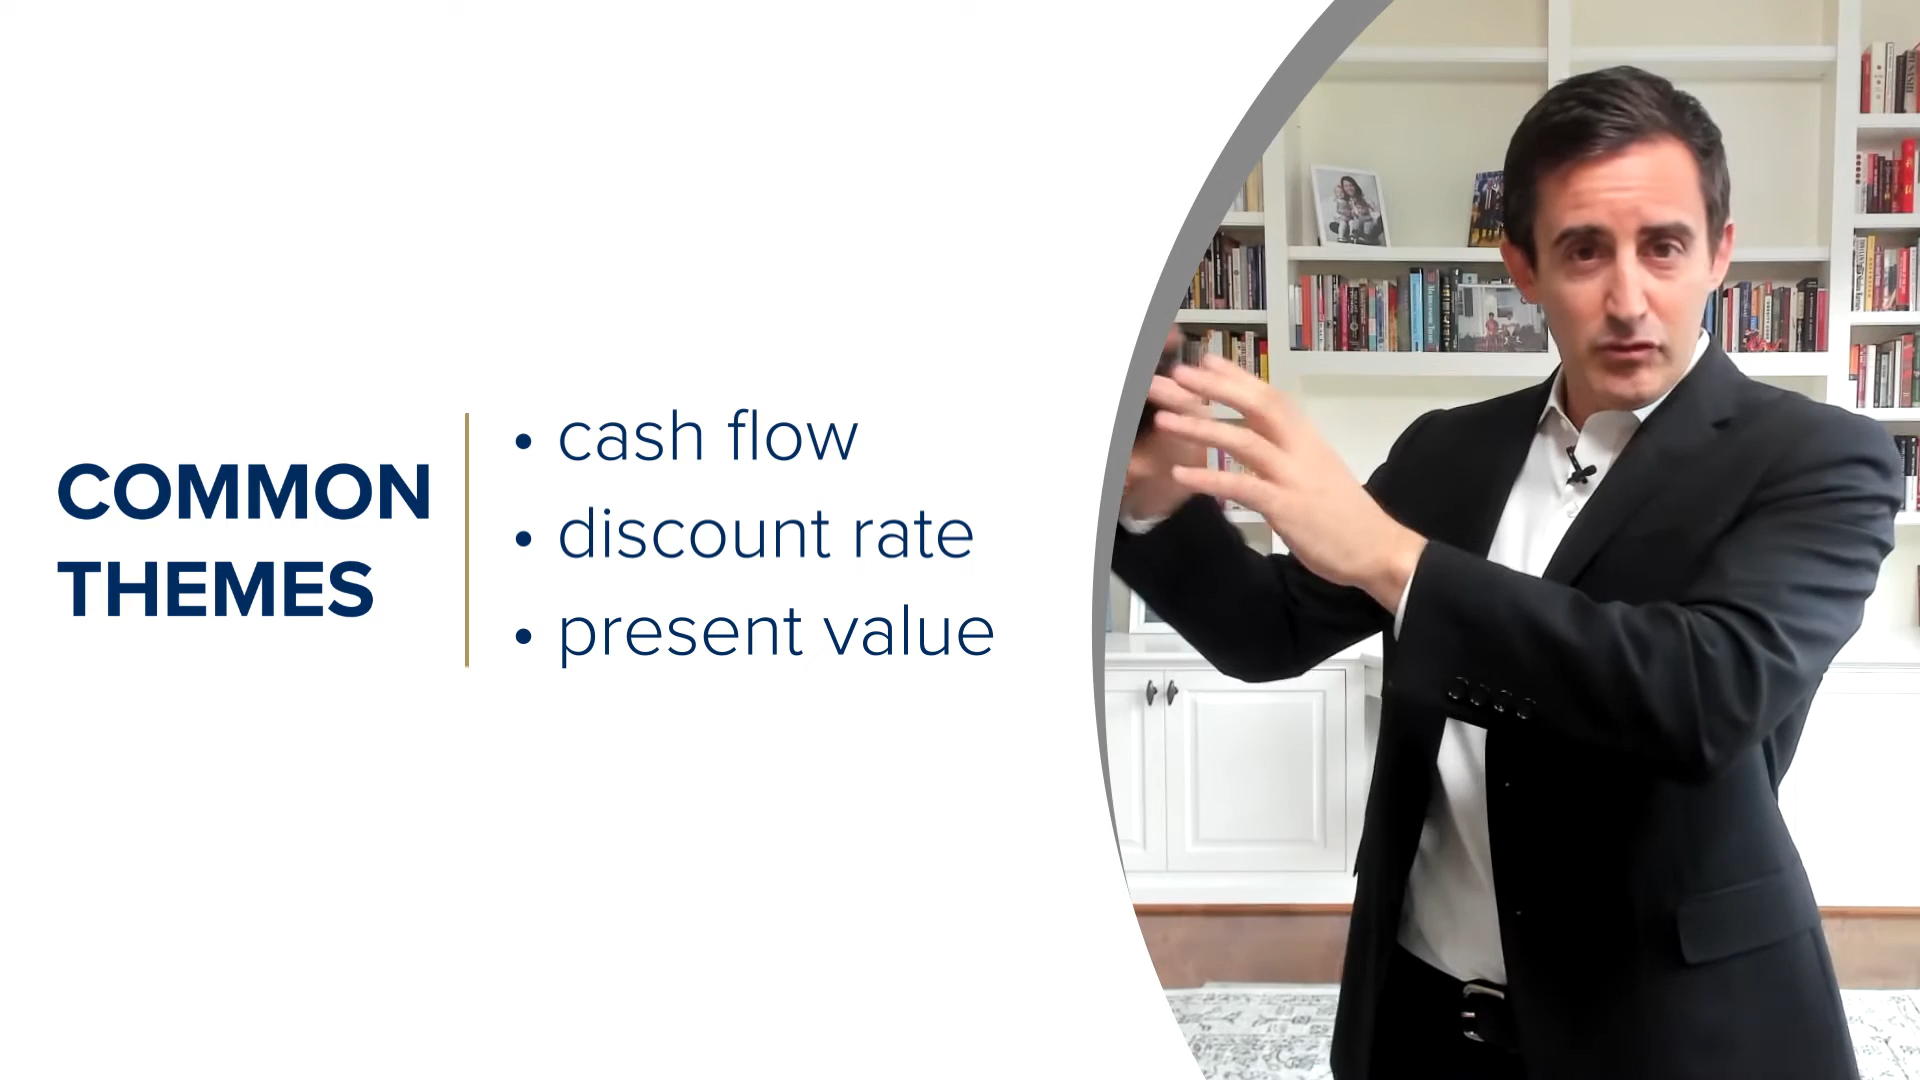 COMMON
THEMES
• cash flow
• discount rate
• present value